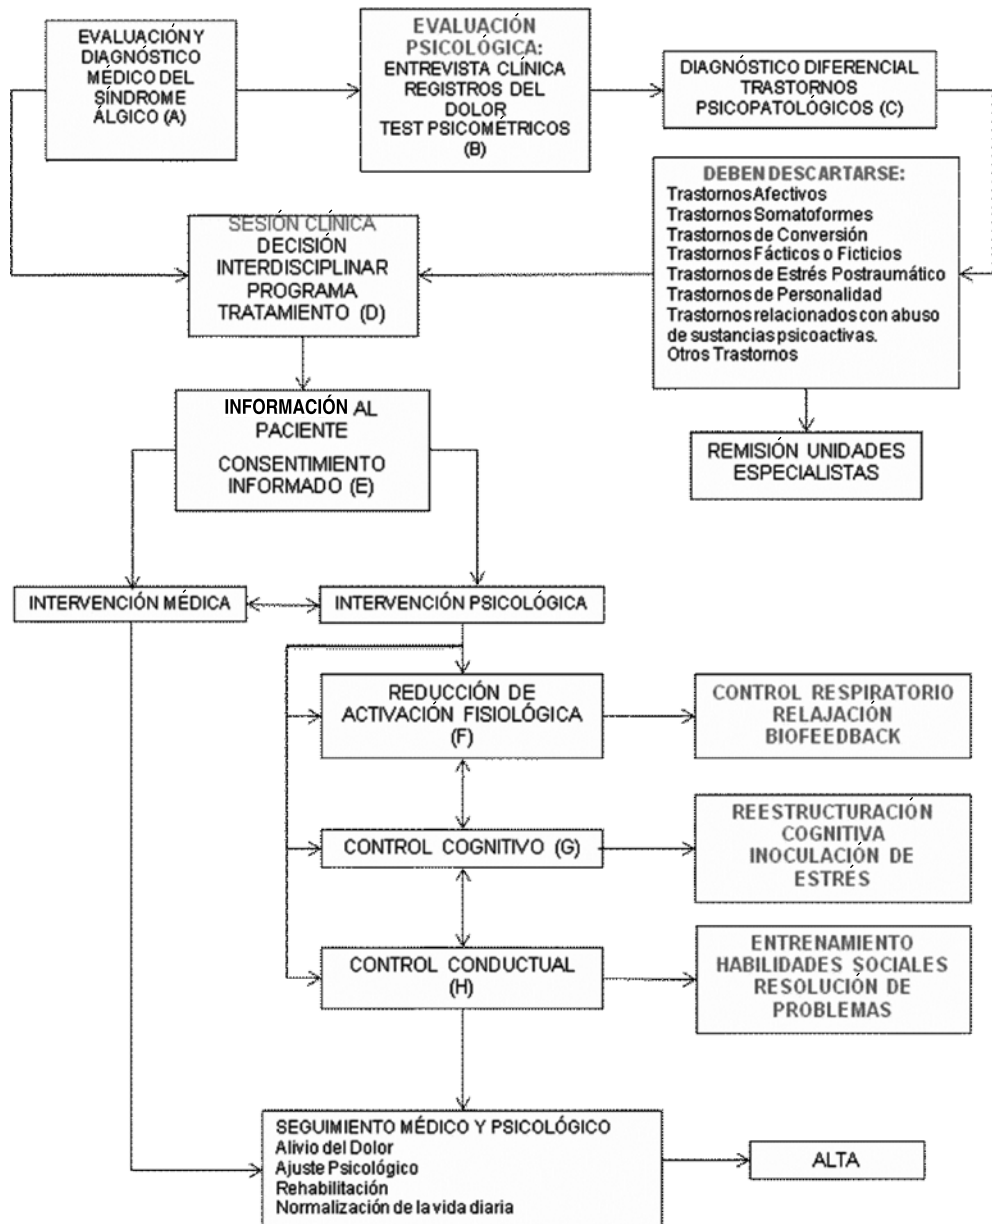 EVALUACIÓN Y
DIAGNÓSTICO
MÉDICO DEL
SÍNDROME
ÁLGICO (A)
EVALUACIÓN
PSICOLÓGICA:
ENTREVISTA CLÍNICA
REGISTROS DEL
DOLOR
TEST PSICOMÉTRICOS
(B)
DIAGNÓSTICO DIFERENCIAL
TRASTORNOS
PSICOPATOLÓGICOS (C)
DEBEN DESCARTARSE:
Trastornos Afectivos
Trastornos Somatoformes
Trastornos de Conversión
Trastornos Fácticos o Ficticios
Trastornos de Estrés Postraumático
Trastornos de Personalidad
Trastornos relacionados con abuso
de sustancias psicoactivas.
Otros Trastornos
SESIÓN CLÍNICA
DECISIÓN
INTERDISCIPLINAR
PROGRAMA
TRATAMIENTO (D)
INFORMACIÓN AL
PACIENTE
CONSENTIMIENTO
INFORMADO (E)
REMISIÓN UNIDADES
ESPECIALISTAS
INTERVENCIÓN MÉDICA
INTERVENCIÓN PSICOLÓGICA
REDUCCIÓN DE
ACTIVACIÓN FISIOLÓGICA
(F)
CONTROL RESPIRATORIO
RELAJACIÓN
BIOFEEDBACK
CONTROL COGNITIVO (G)
REESTRUCTURACIÓN
COGNITIVA
INOCULACIÓN DE
ESTRÉS
CONTROL CONDUCTUAL
(H)
ENTRENAMIENTO
HABILIDADES SOCIALES
RESOLUCIÓN DE
PROBLEMAS
SEGUIMIENTO MÉDICO Y PSICOLÓGICO
Alivio del Dolor
Ajuste Psicológico
Rehabilitación
Normalización de la vida diaria
ALTA